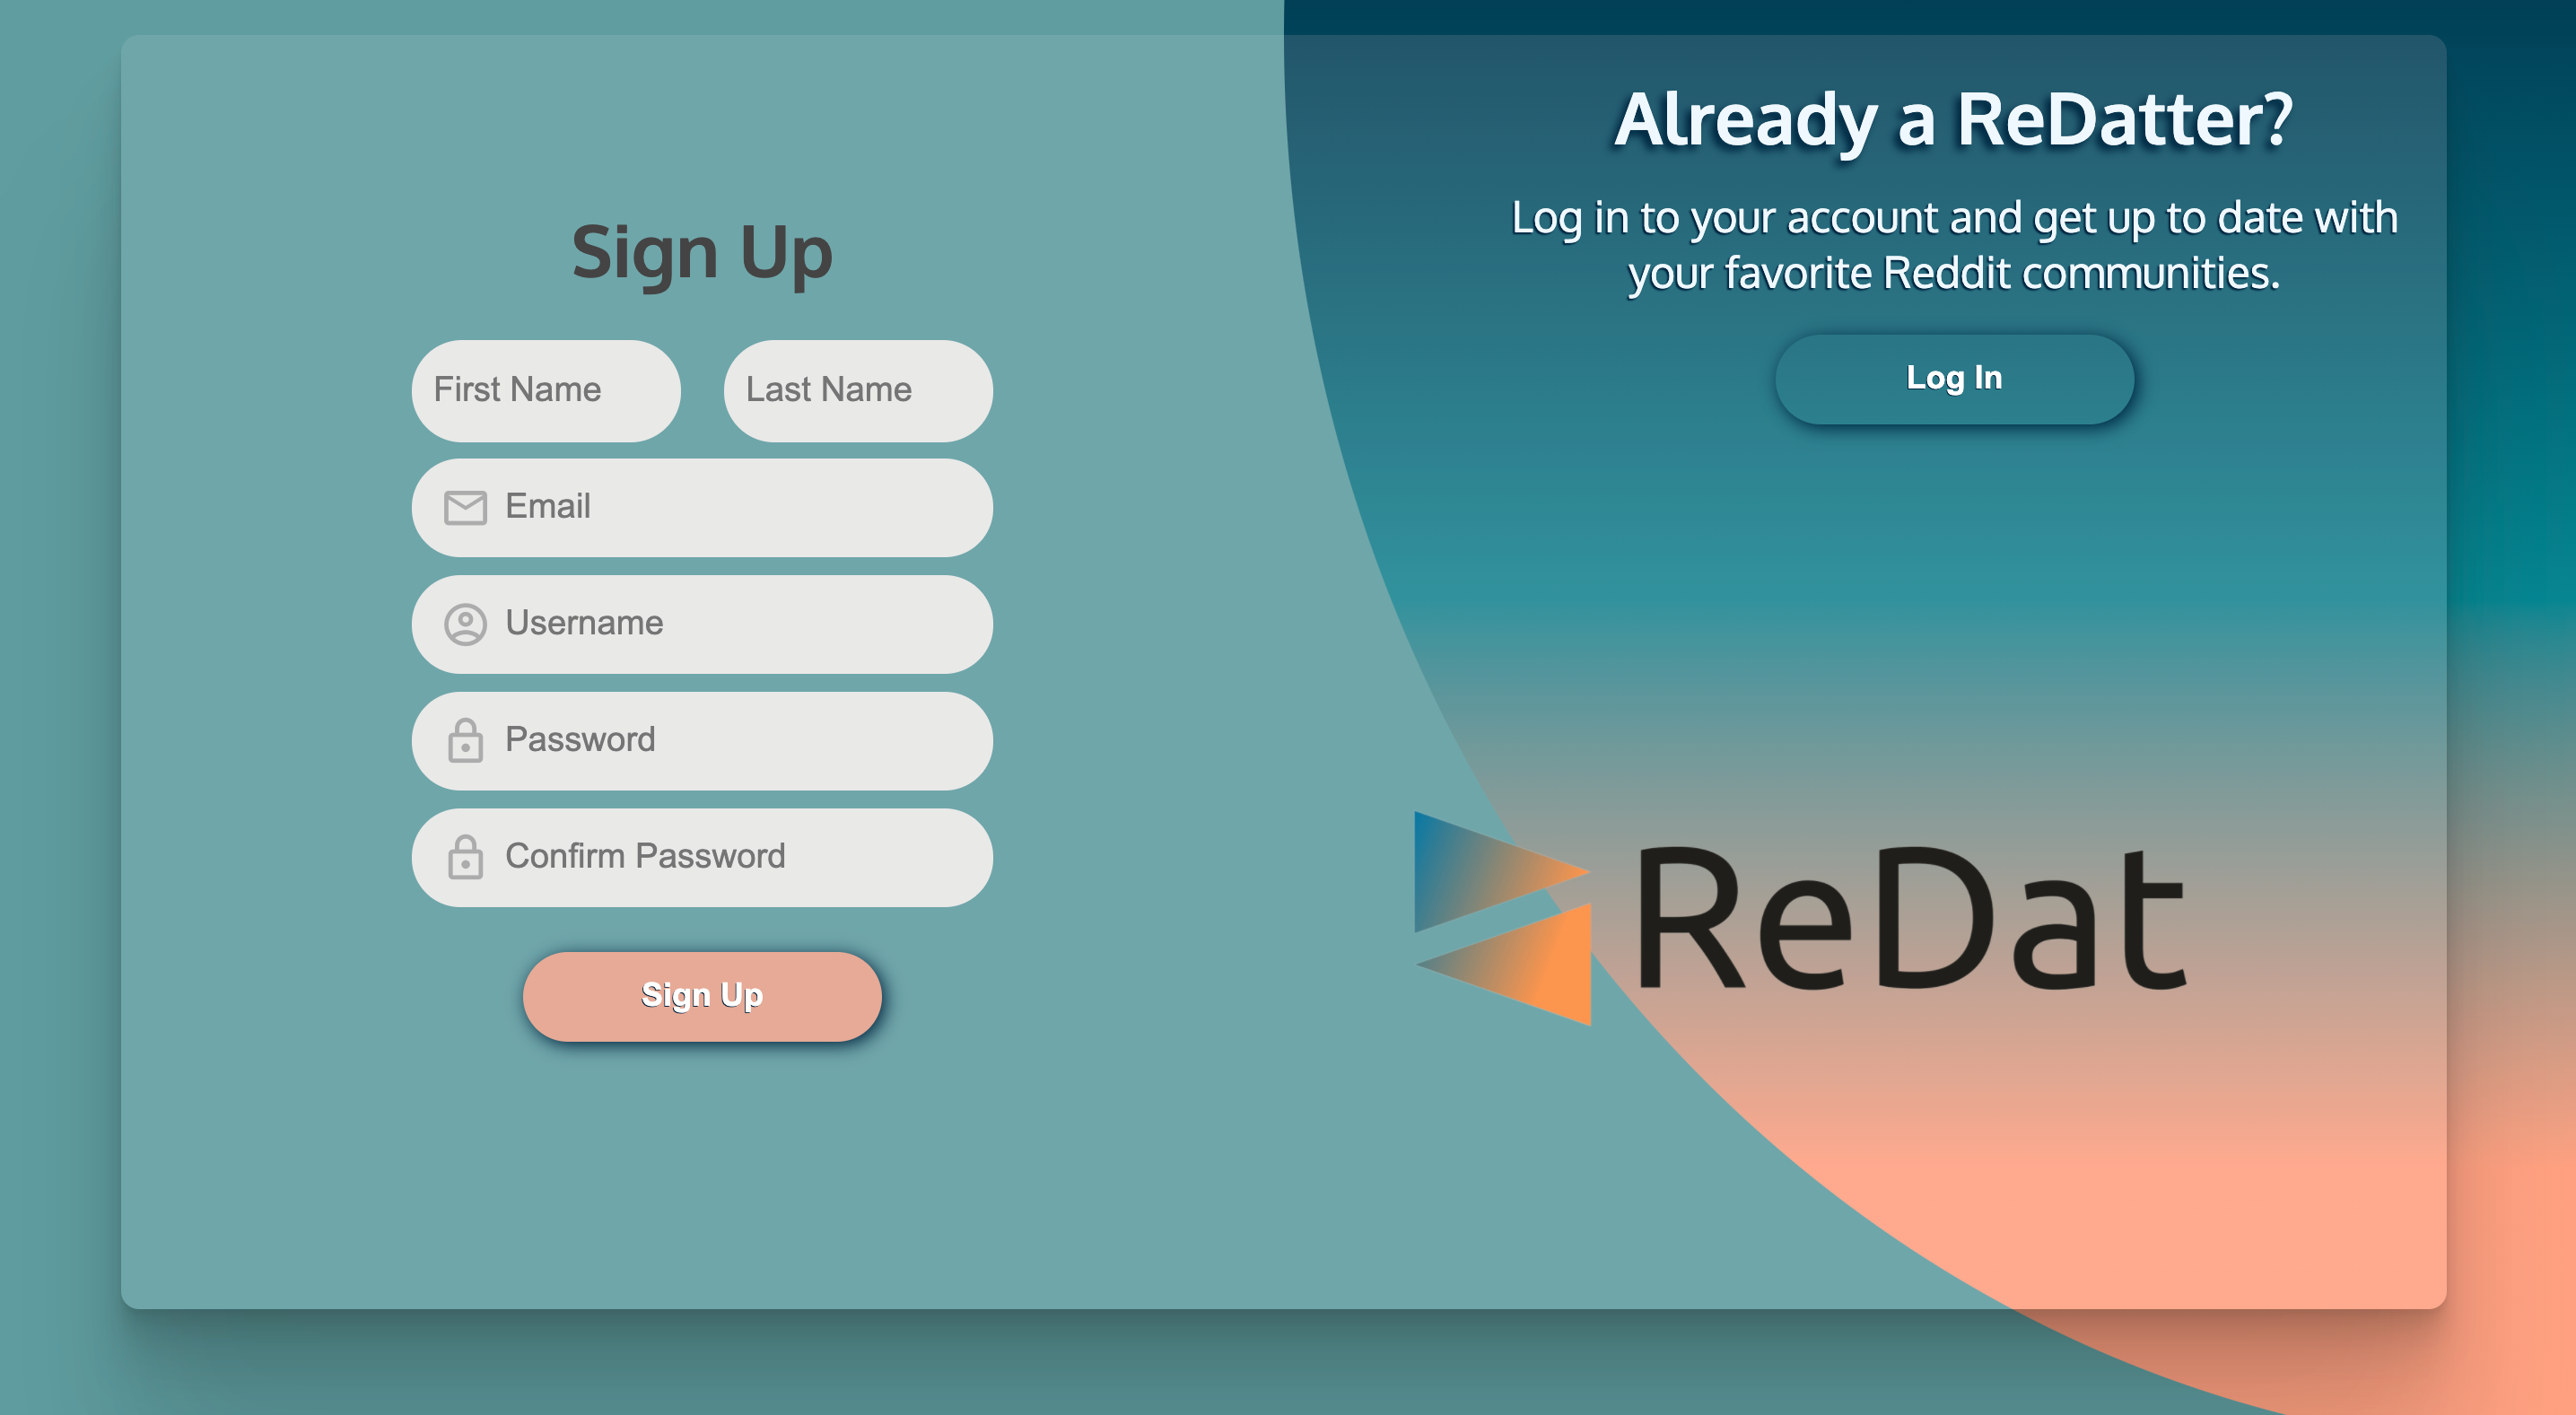 Sign Up
First Name
Last Name
Email
Username
Password
Confirm Password
Sign Up
Already a ReDatter?
Log in to your account and get up to date with
your favorite Reddit communities.
Log In
ReDat